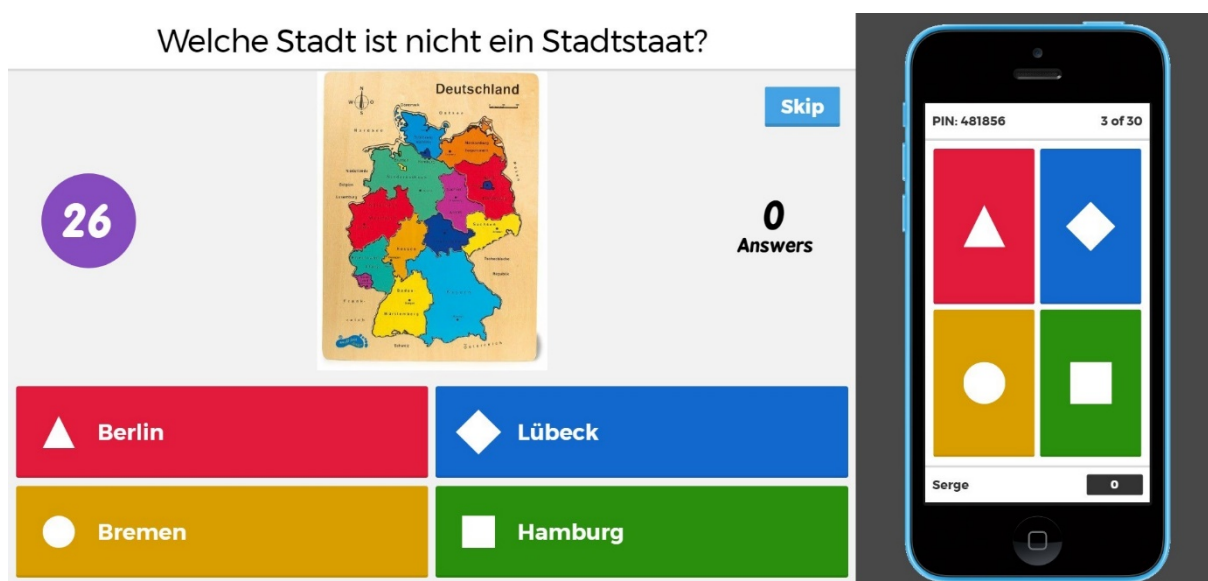 Welche Stadt ist nicht ein Stadtstaat?
Deutschland
Skip
26
0
Answers
Berlin
Lübeck
Bremen
Hamburg
PIN: 481856
3 of 30
Serge
0